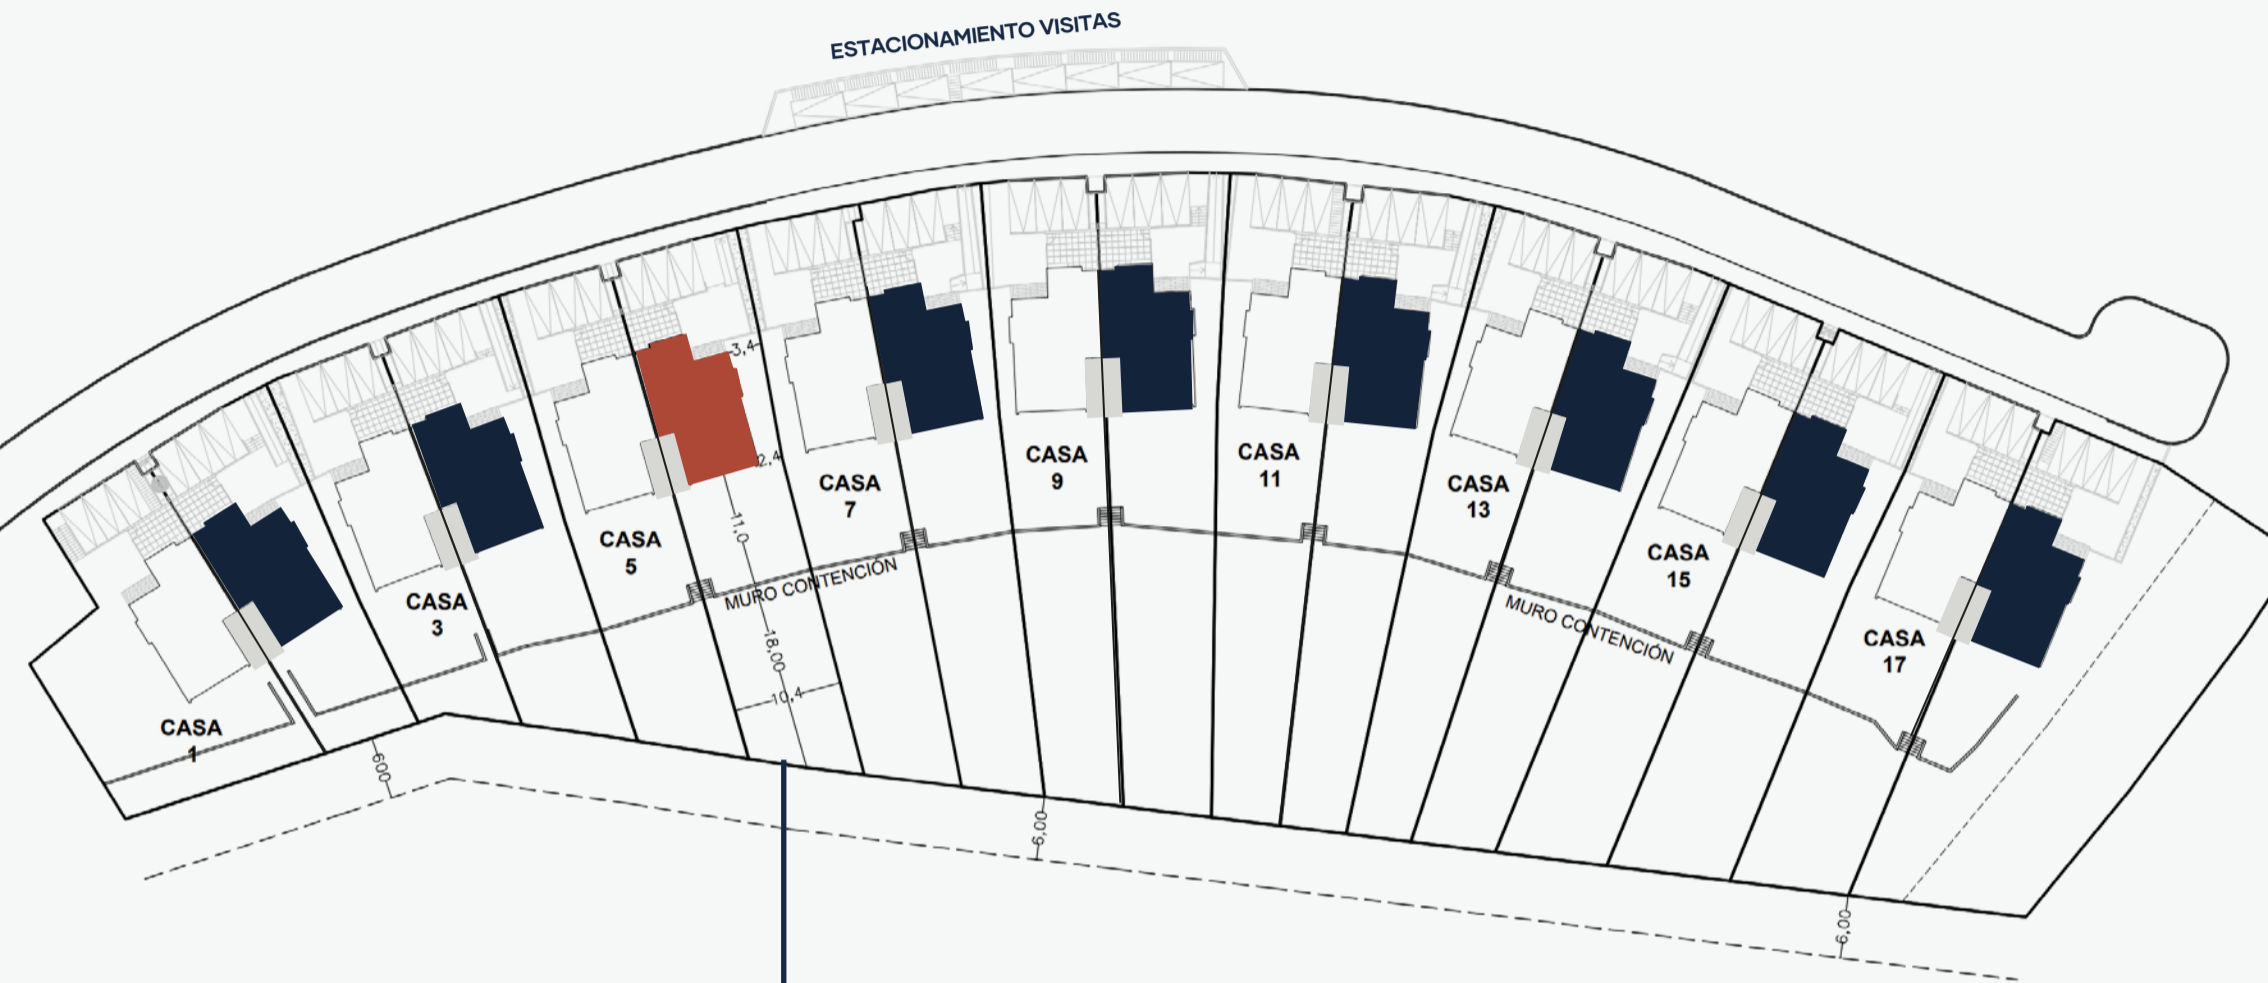 ESTACIONAMIENTO VISITAS
3,4
2,4
11,0
18,00
10,4
CASA
1
CASA
3
CASA
5
CASA
7
CASA
9
CASA
11
CASA
13
CASA
15
CASA
17
MURO CONTENCIÓN
MURO CONTENCIÓN
600
6,00
6,00